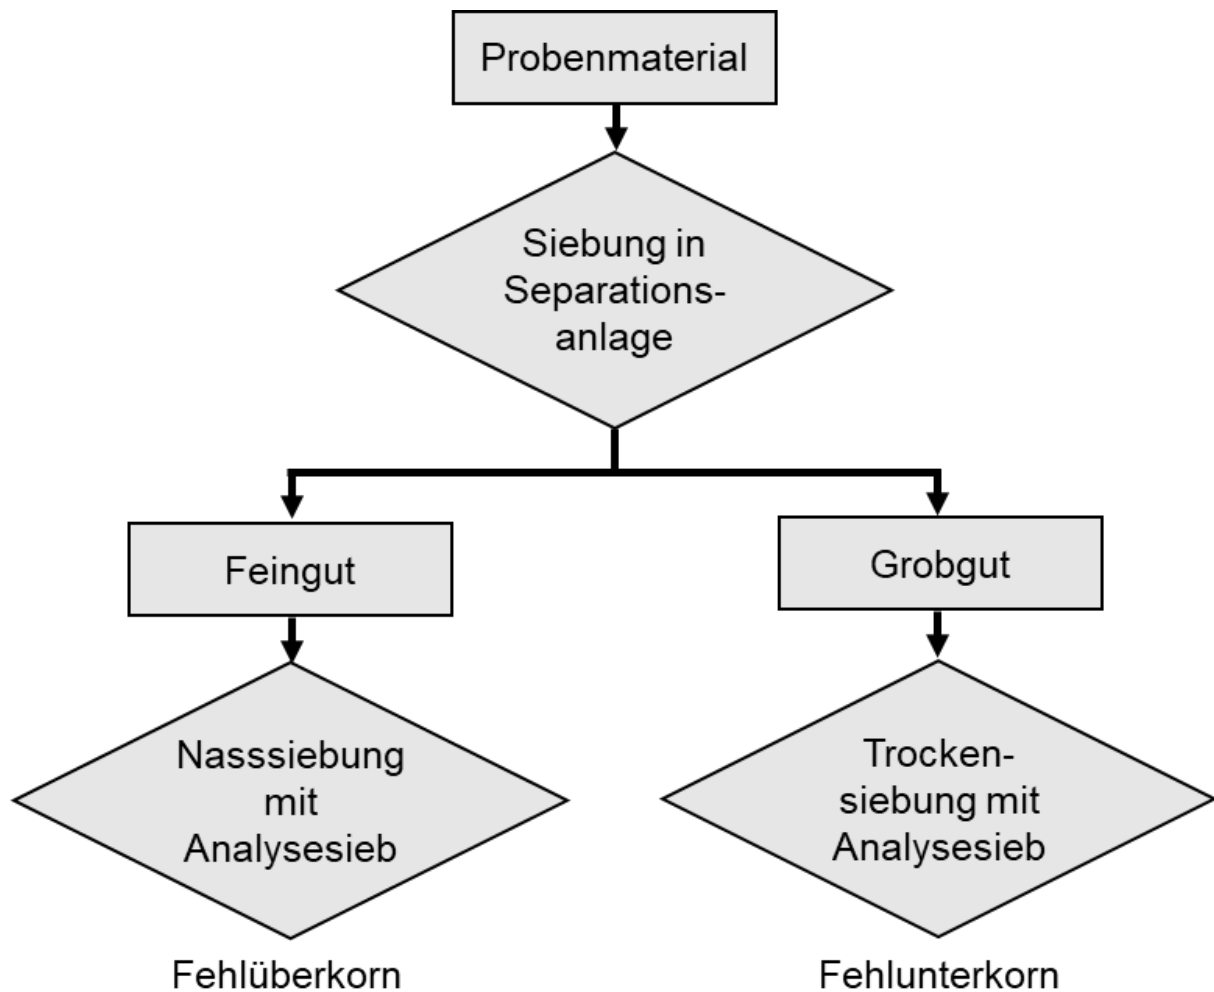 Probenmaterial
Siebung in
Separations-
anlage
Feingut
Grobgut
Nasssiebung
mit
Analysesieb
Trocken-
siebung mit
Analysesieb
Fehlüberkorn
Fehlunterkorn